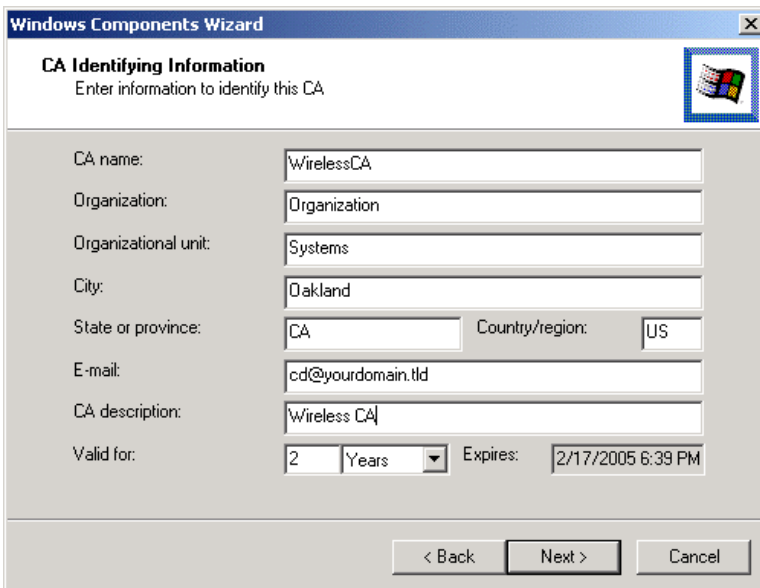 Windows Components Wizard
CA Identifying Information
Enter information to identify this CA
CA name: WirelessCA
Organization: Organization
Organizational unit: Systems
City: Oakland
State or province: CA Country/region: US
E-mail: cd@yourdomain.tld
CA description: Wireless CA
Valid for: 2 Years Expires: 2/17/2005 6:39 PM
< Back Next > Cancel